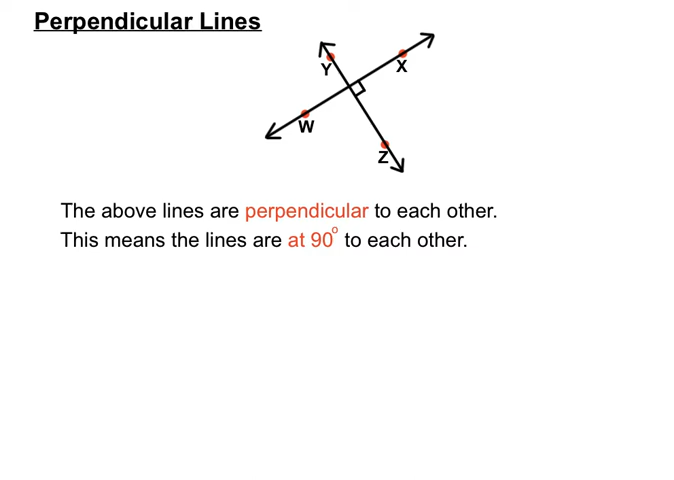 Perpendicular Lines
Y
X
W
Z
The above lines are perpendicular to each other.
This means the lines are at 90° to each other.